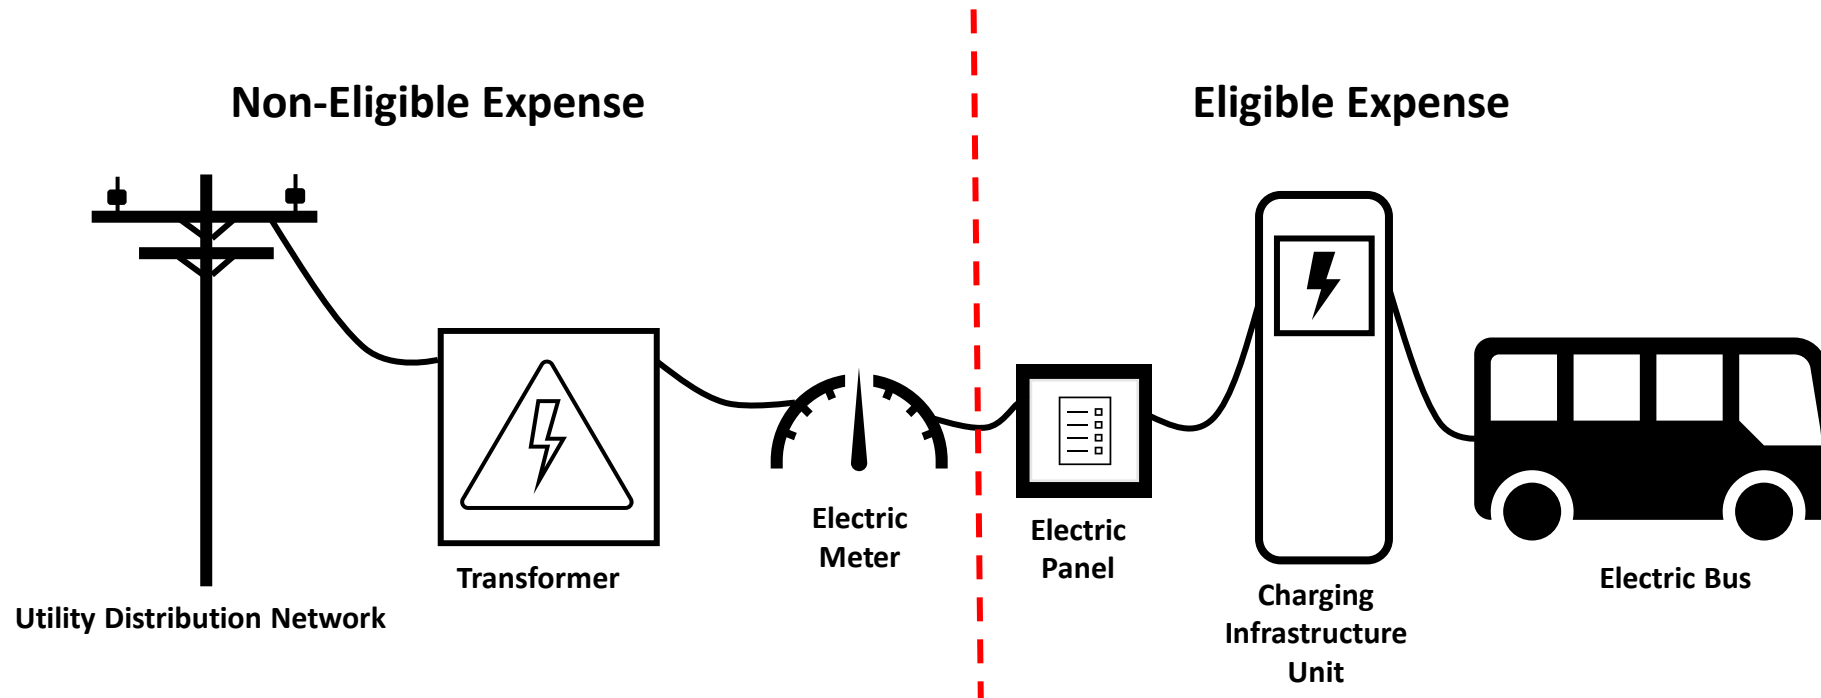 Non-Eligible Expense
Eligible Expense
Utility Distribution Network
Transformer
Electric
Meter
Electric
Panel
Charging
Infrastructure
Unit
Electric Bus